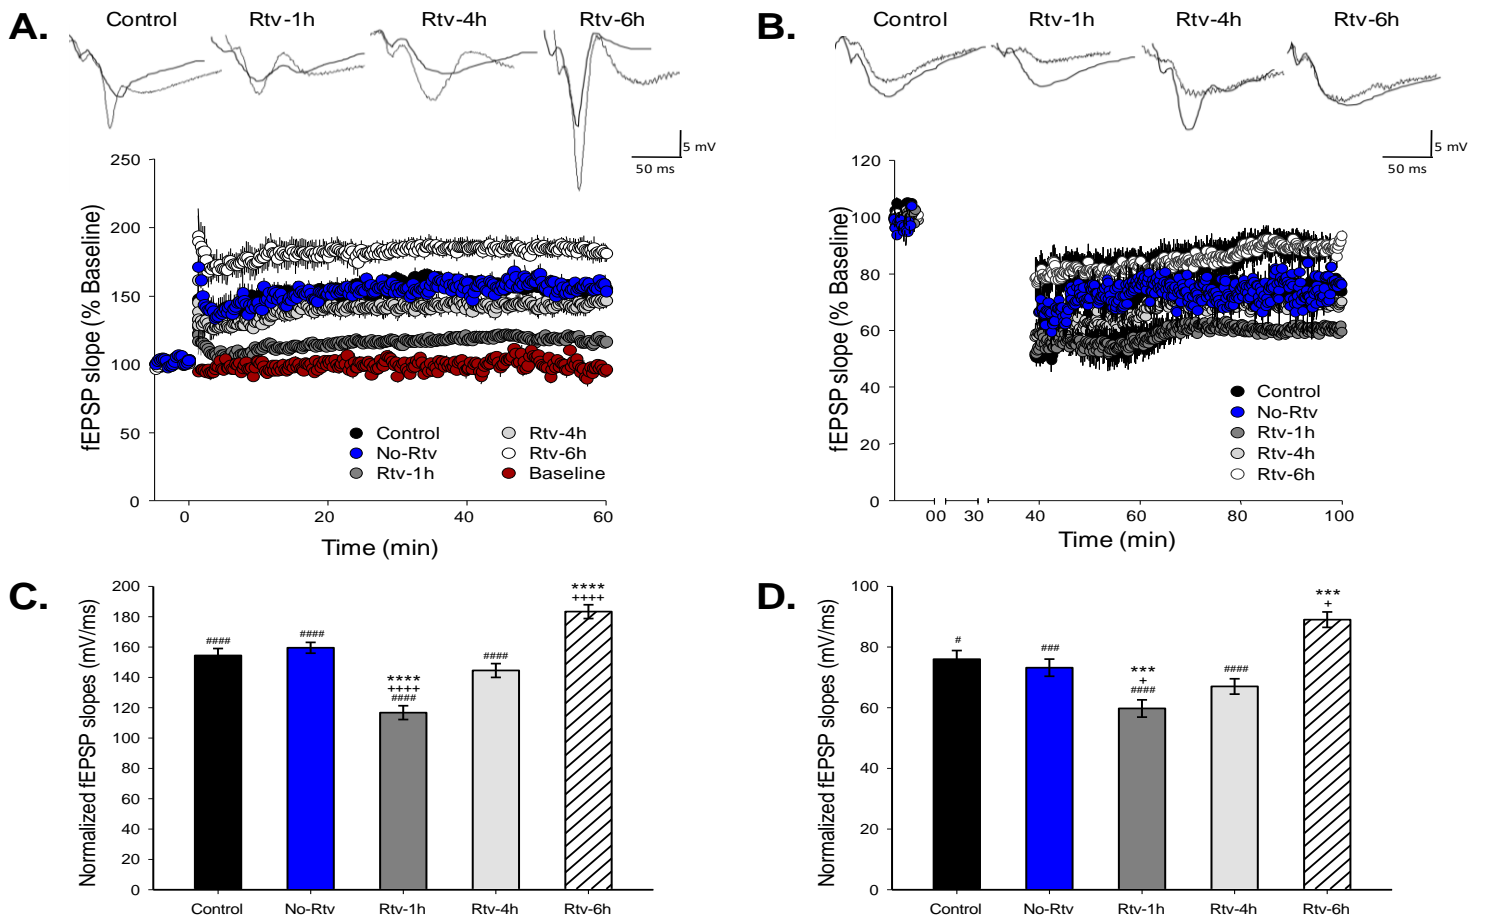 A.
Control Rtv-1h Rtv-4h Rtv-6h
5 mV
50 ms
fEPSP slope (% Baseline)
250
200
150
100
50
0
Control
No-Rtv
Rtv-1h
Rtv-4h
Rtv-6h
Baseline
0 20 40 60
Time (min)
B.
Control Rtv-1h Rtv-4h Rtv-6h
5 mV
50 ms
fEPSP slope (% Baseline)
120
100
80
60
40
20
0
Control
No-Rtv
Rtv-1h
Rtv-4h
Rtv-6h
00 30 40 60 80 100
Time (min)
C.
Normalized fEPSP slopes (mV/ms)
200
180
160
140
120
100
80
60
40
20
0
####
####
****
++++
####
####
****
++++
Control No-Rtv Rtv-1h Rtv-4h Rtv-6h
D.
Normalized fEPSP slopes (mV/ms)
100
80
60
40
20
0
#
###
***
+
####
####
***
+
Control No-Rtv Rtv-1h Rtv-4h Rtv-6h